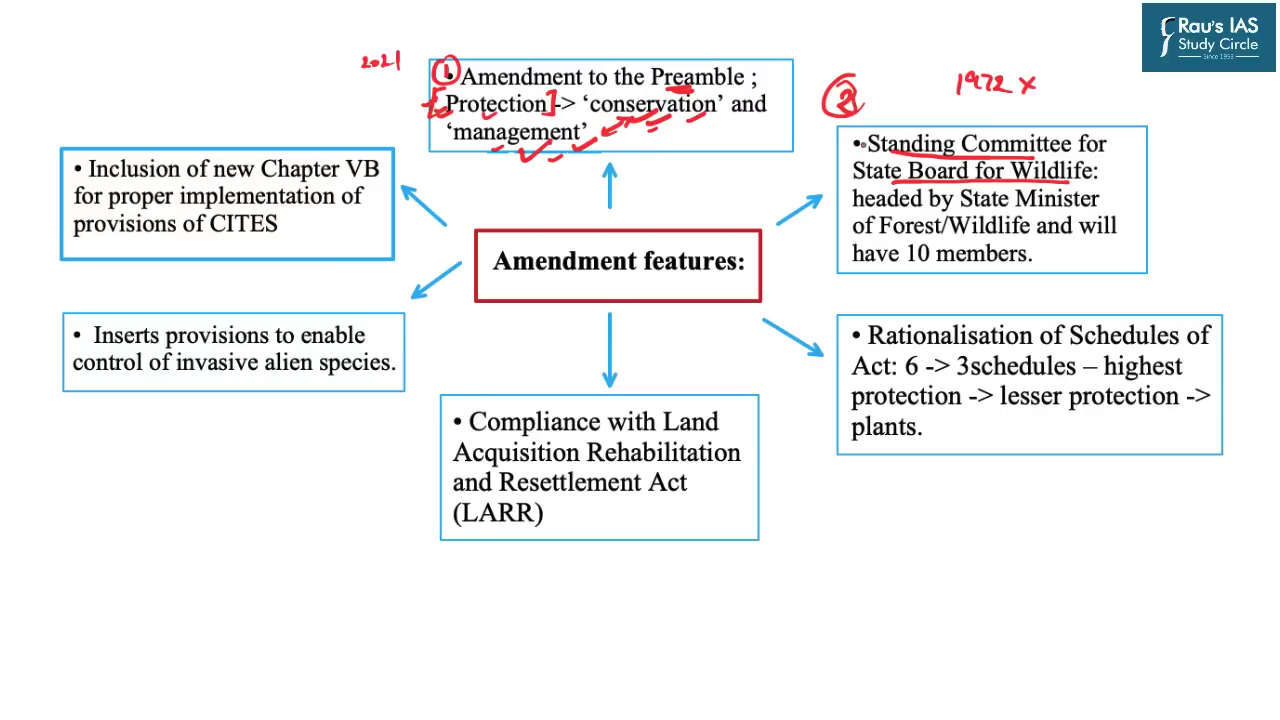 Rau's IAS
Study Circle
Since 1953
2021
1
• Amendment to the Preamble ;
Protection -> ‘conservation’ and
‘management’
2
1972 x
• Standing Committee for
State Board for Wildlife:
headed by State Minister
of Forest/Wildlife and will
have 10 members.
• Inclusion of new Chapter VB
for proper implementation of
provisions of CITES
Amendment features:
• Inserts provisions to enable
control of invasive alien species.
• Rationalisation of Schedules of
Act: 6 -> 3schedules – highest
protection -> lesser protection ->
plants.
• Compliance with Land
Acquisition Rehabilitation
and Resettlement Act
(LARR)